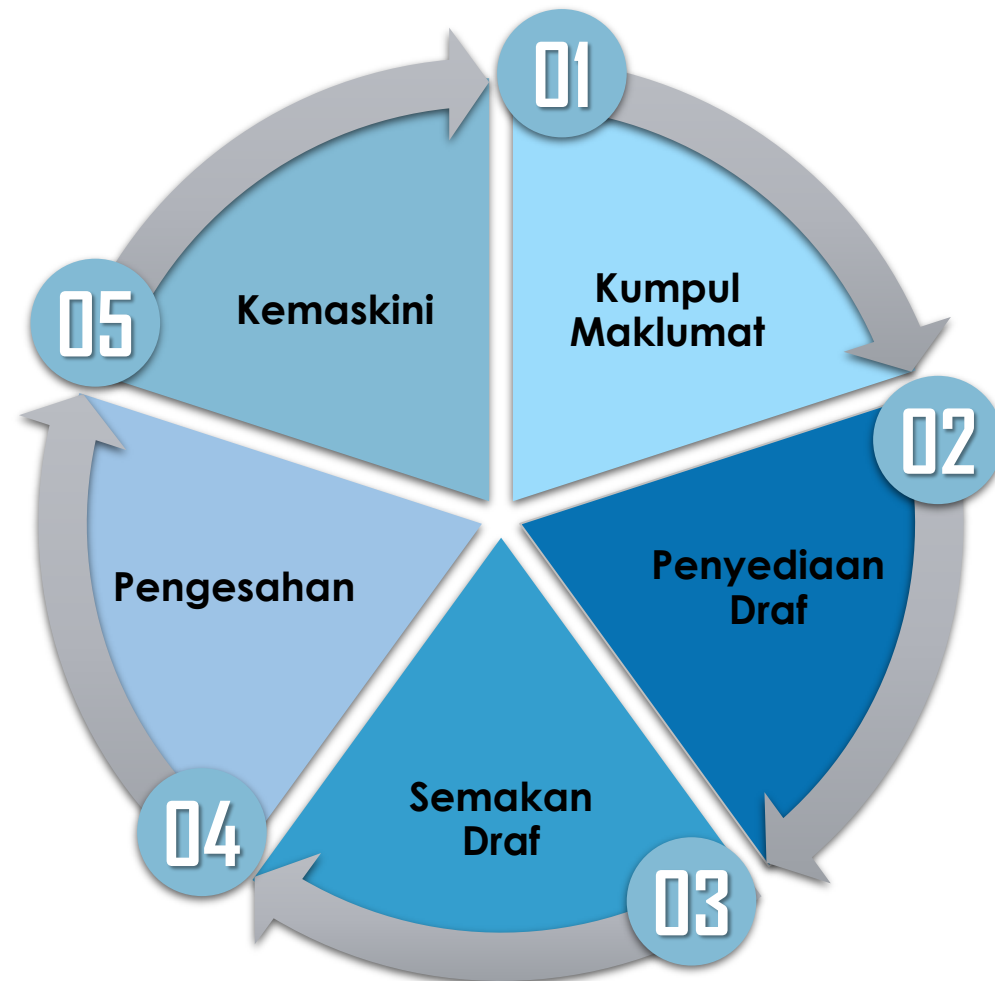 01
Kumpul
Maklumat
02
Penyediaan
Draf
03
Semakan
Draf
04
Pengesahan
05
Kemaskini